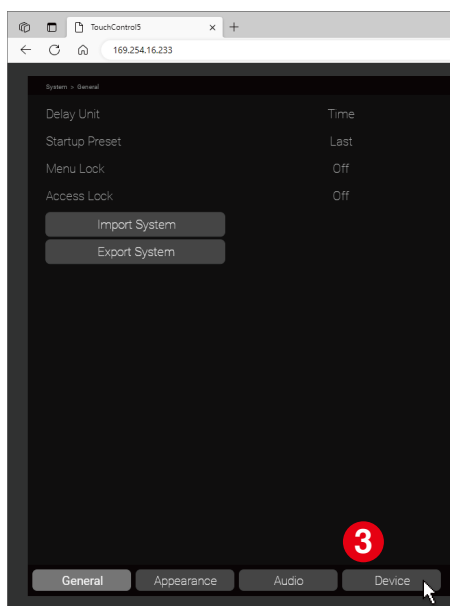 TouchControl5
169.254.16.233
System > General
Delay Unit Time
Startup Preset Last
Menu Lock Off
Access Lock Off
Import System
Export System
3
General Appearance Audio Device